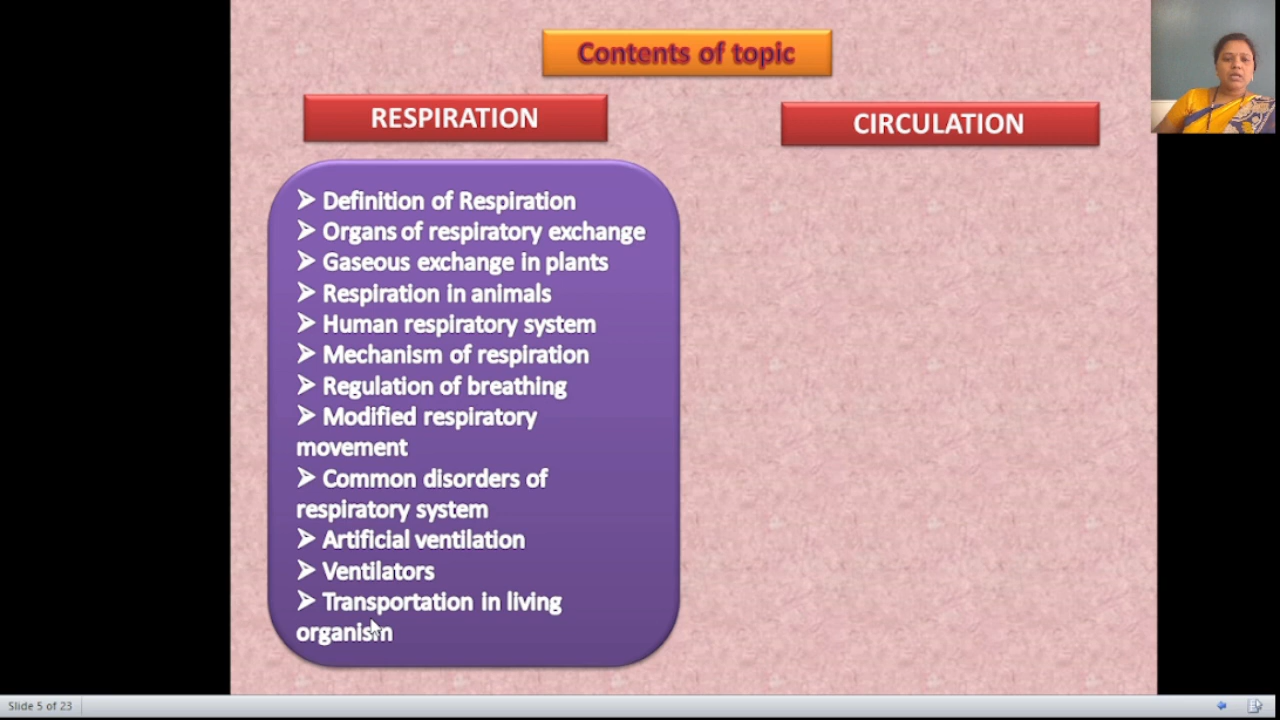 Contents of topic
RESPIRATION
CIRCULATION
➢ Definition of Respiration
➢ Organs of respiratory exchange
➢ Gaseous exchange in plants
➢ Respiration in animals
➢ Human respiratory system
➢ Mechanism of respiration
➢ Regulation of breathing
➢ Modified respiratory
movement
➢ Common disorders of
respiratory system
➢ Artificial ventilation
➢ Ventilators
➢ Transportation in living
organism
Slide 5 of 23